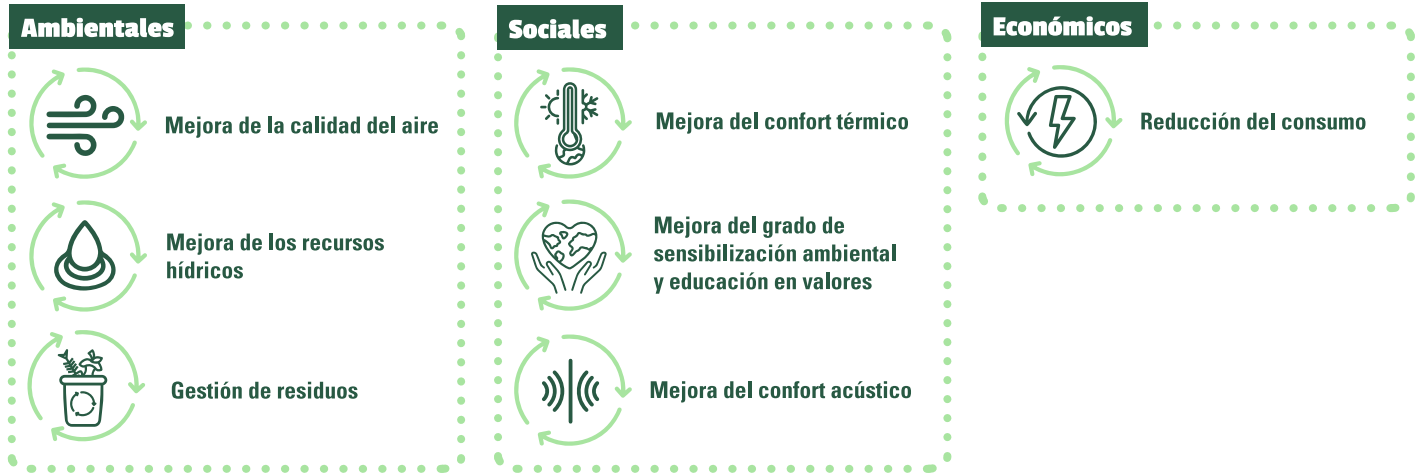 Ambientales
Mejora de la calidad del aire
Mejora de los recursos
hídricos
Gestión de residuos
Sociales
Mejora del confort térmico
Mejora del grado de
sensibilización ambiental
y educación en valores
Mejora del confort acústico
Económicos
Reducción del consumo